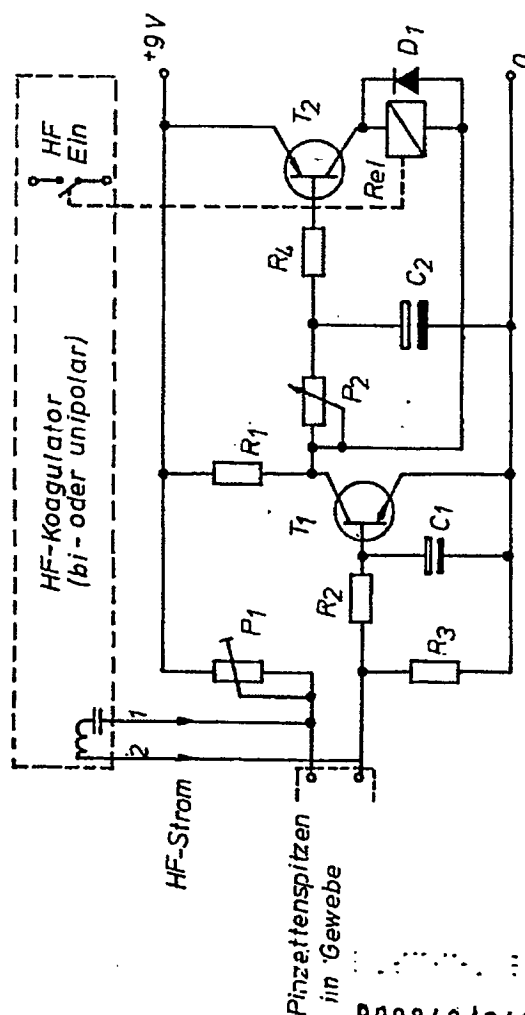 HF-Koagulator
(bi- oder unipolar)
HF
Ein
+9V
HF-Strom
1
2
P1
R1
T2
D1
Rel
R4
P2
C2
T1
R2
C1
R3
0
Pinzettenspitzen
im Gewebe